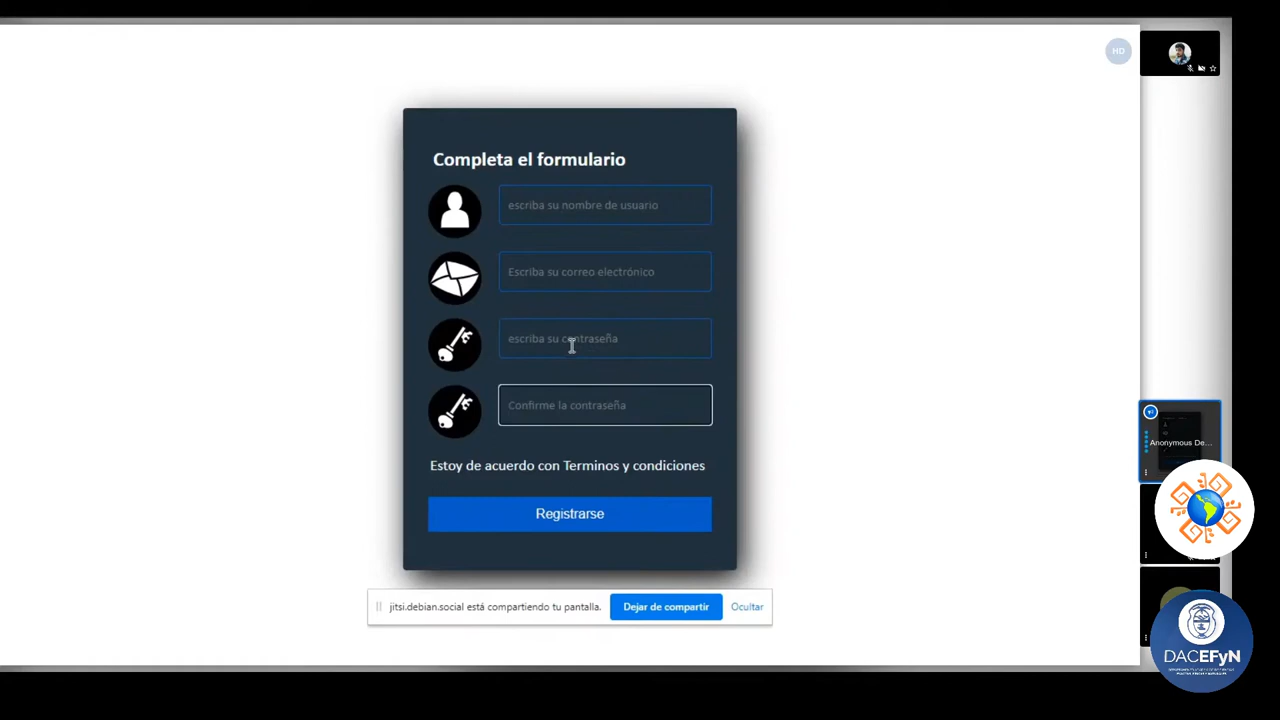 HD
Completa el formulario
escriba su nombre de usuario
Escriba su correo electrónico
escriba su contraseña
Confirme la contraseña
Estoy de acuerdo con Terminos y condiciones
Registrarse
jitsi.debian.social está compartiendo tu pantalla.
Dejar de compartir
Ocultar
Anonymous De...
DACEFyN